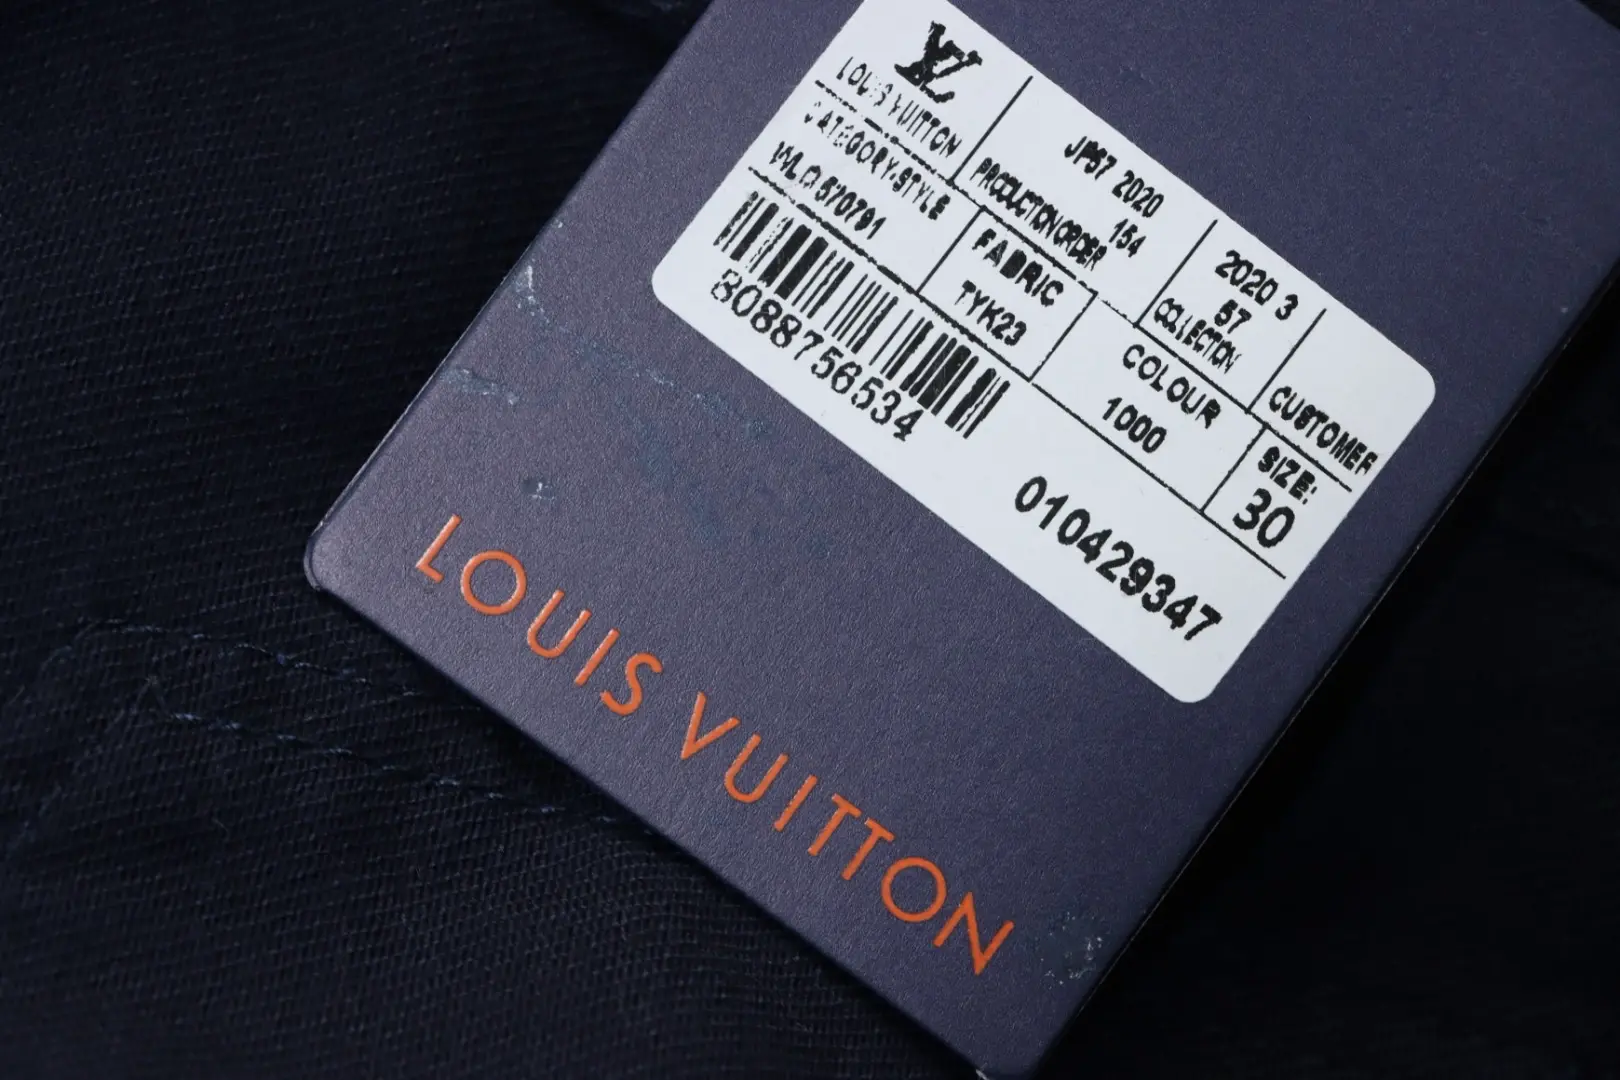 LV
LOUIS VUITTON
JP57 2020
154
PRODUCTION ORDER
2020 3
57
COLLECTION
CUSTOMER
CATEGORY-STYLE
FABRIC
TYK23
COLOUR
1000
SIZE:
30
570791
8088756534
010429347
LOUIS VUITTON